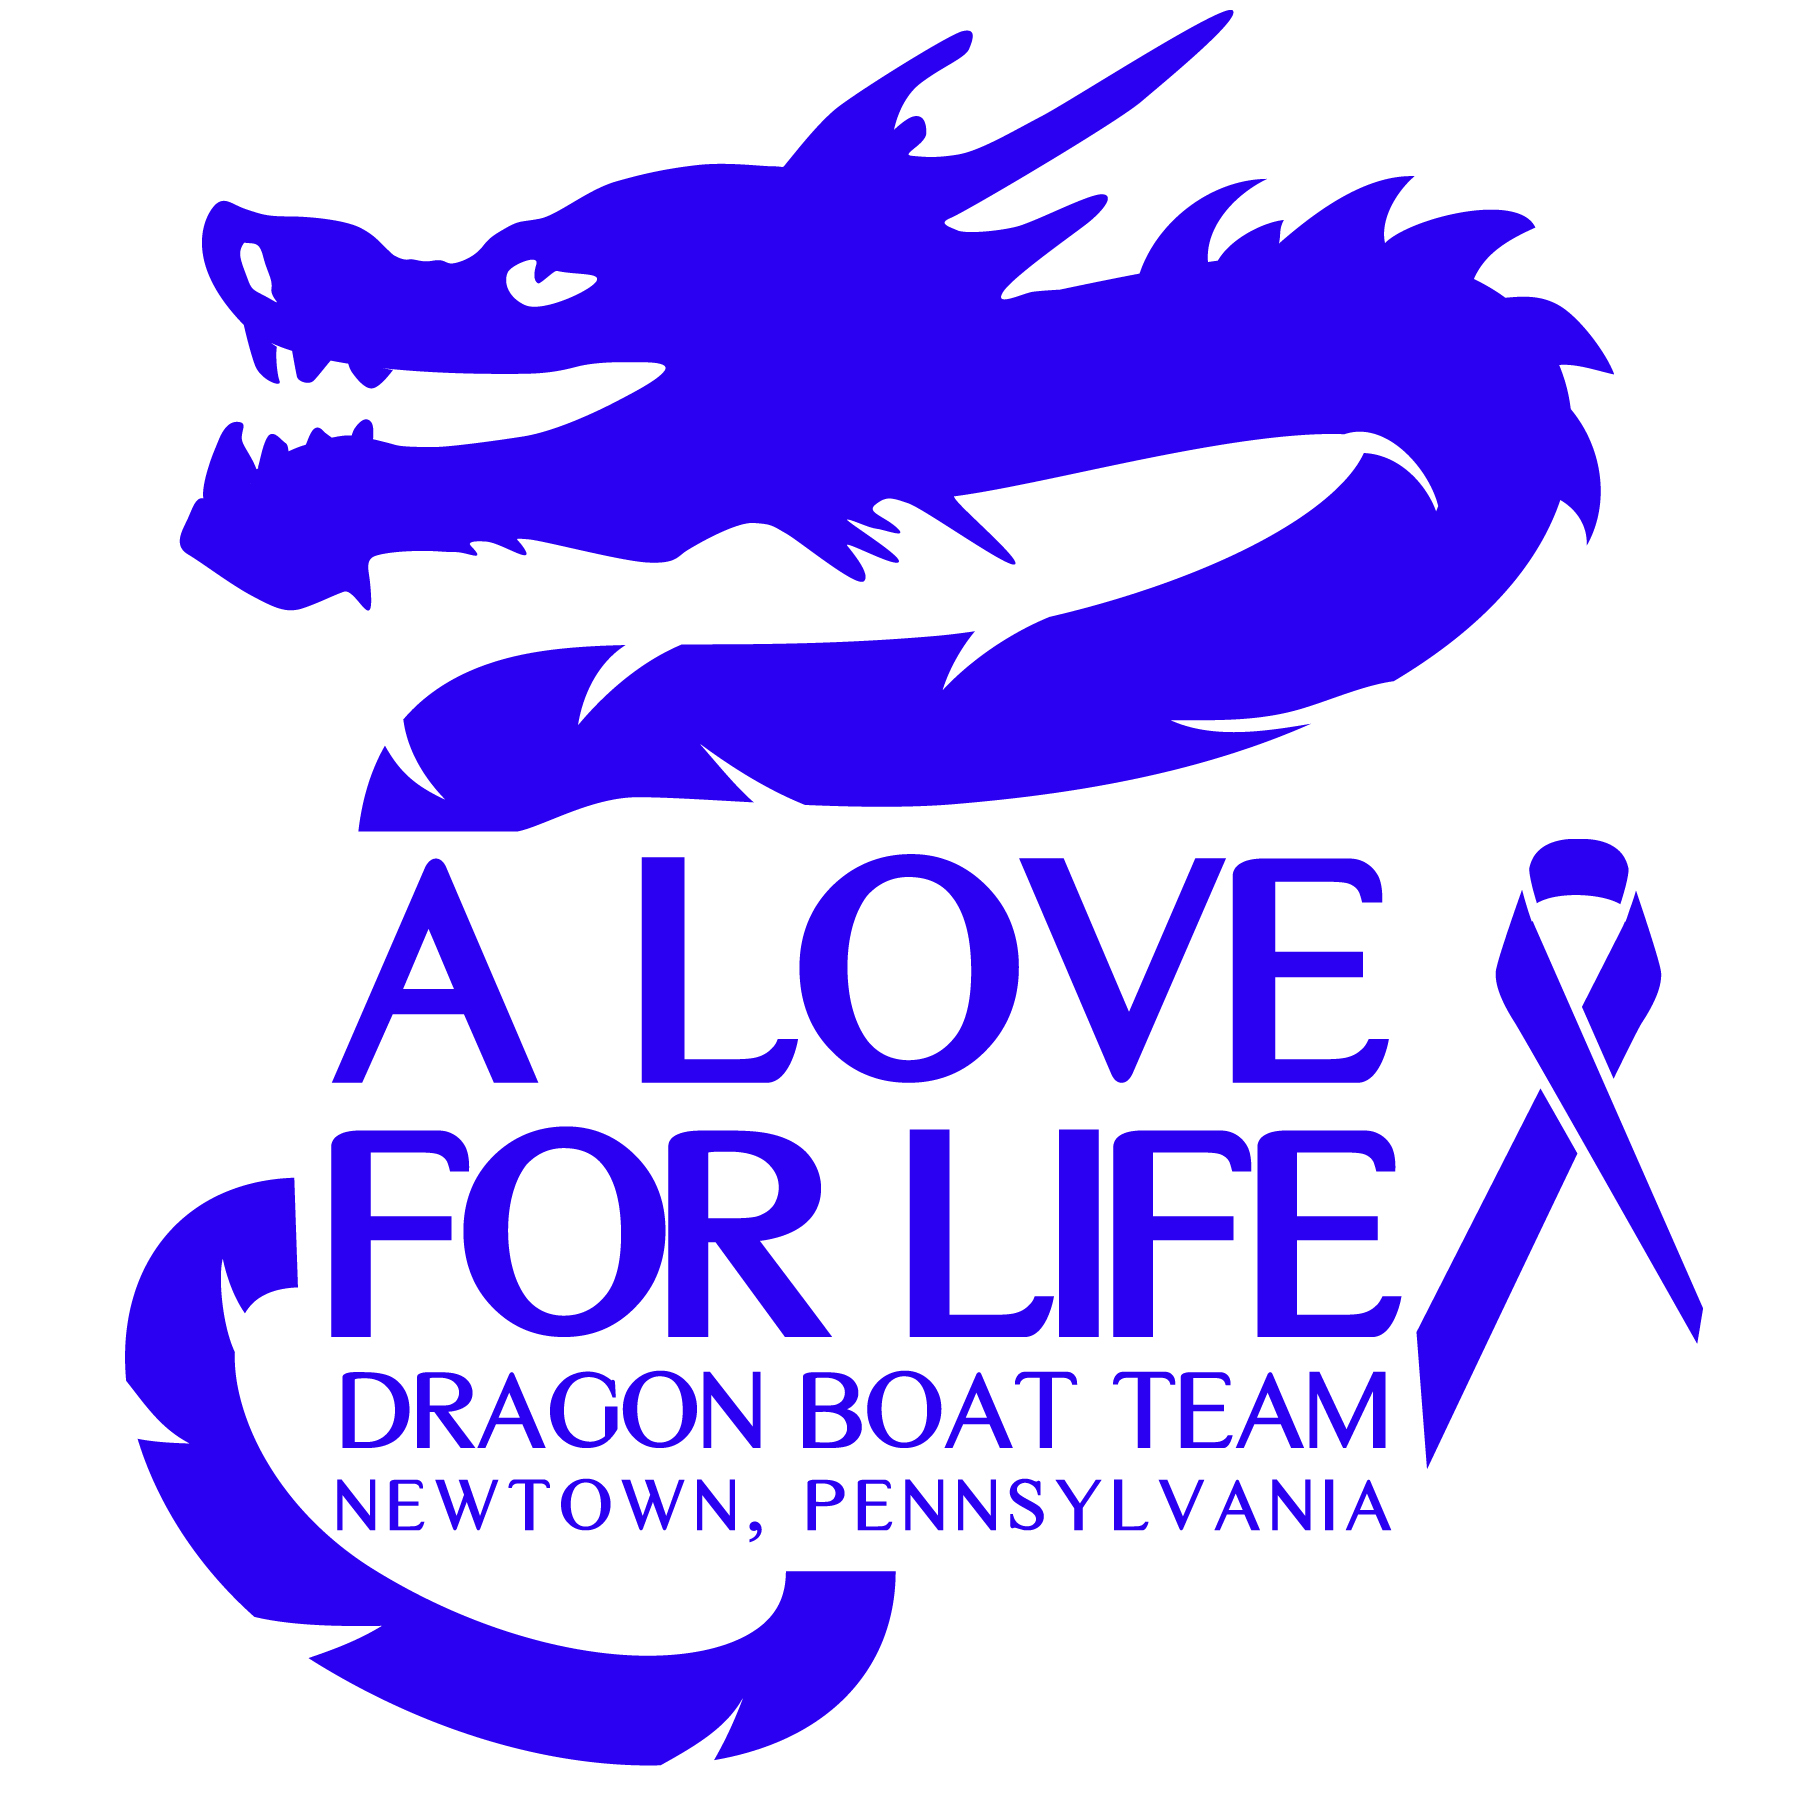 A LOVE
FOR LIFE
DRAGON BOAT TEAM
NEWTOWN, PENNSYLVANIA